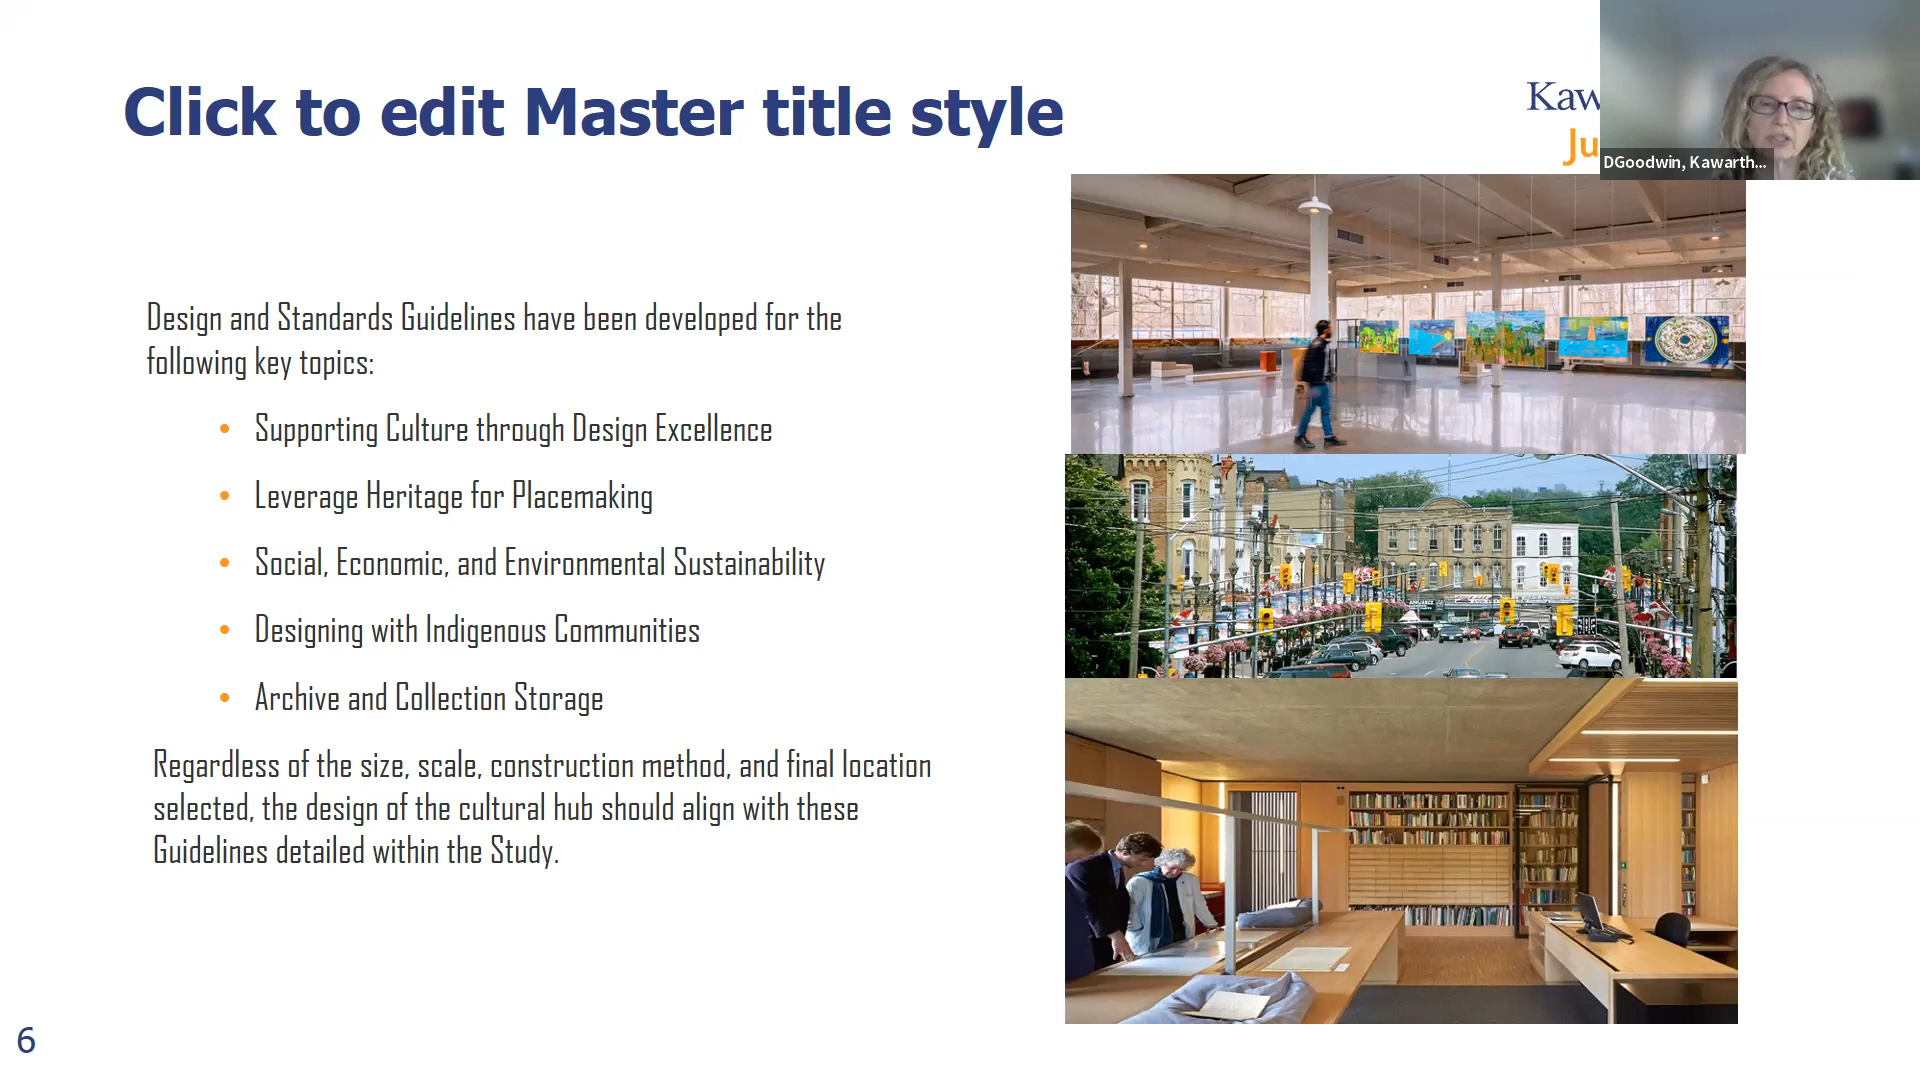 Click to edit Master title style
Kaw
Ju
DGoodwin, Kawarth...
Design and Standards Guidelines have been developed for the
following key topics:
• Supporting Culture through Design Excellence
• Leverage Heritage for Placemaking
• Social, Economic, and Environmental Sustainability
• Designing with Indigenous Communities
• Archive and Collection Storage
Regardless of the size, scale, construction method, and final location
selected, the design of the cultural hub should align with these
Guidelines detailed within the Study.
6